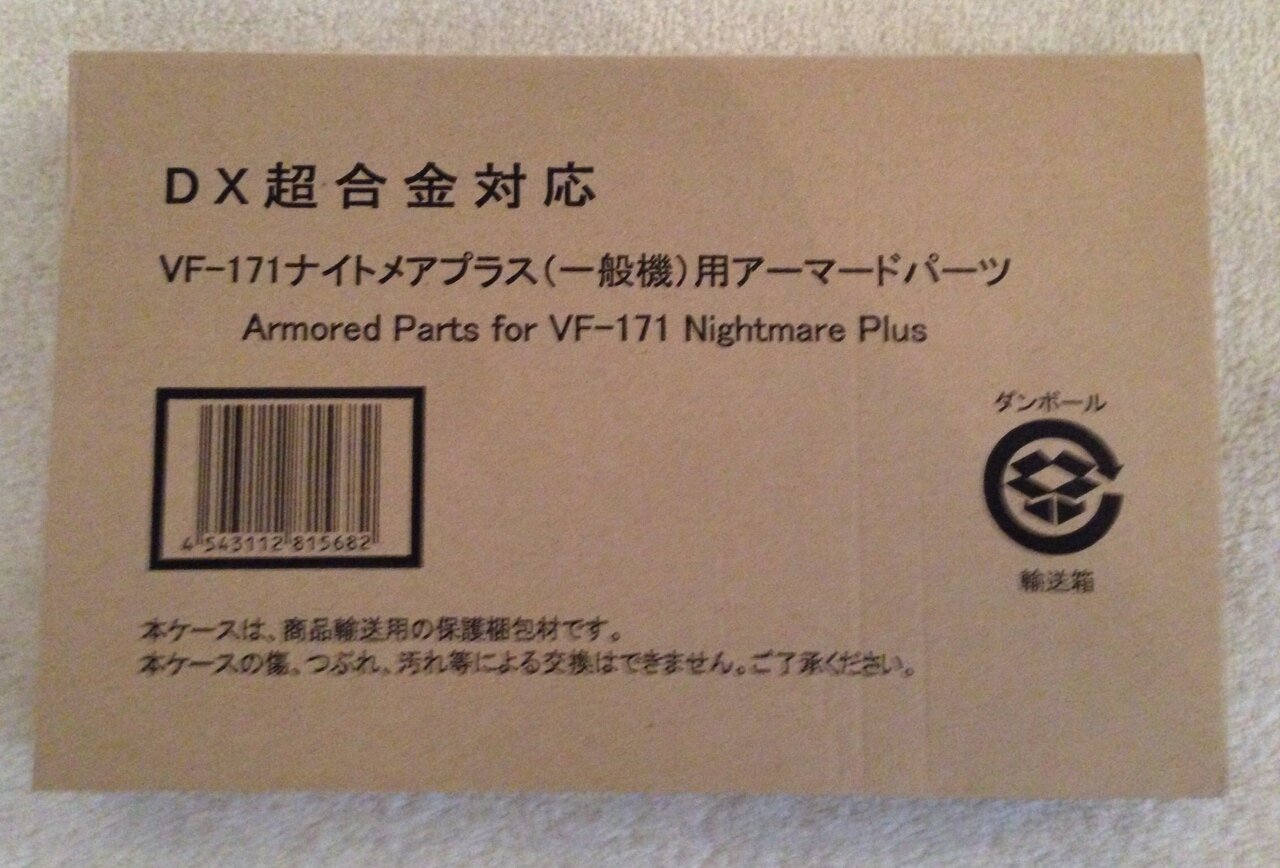 DX超合金対応
VF-171ナイトメアプラス(一般機)用アーマードパーツ
Armored Parts for VF-171 Nightmare Plus
4 543112 815682
ダンボール
輸送箱
本ケースは、商品輸送用の保護梱包材です。
本ケースの傷、つぶれ、汚れ等による交換はできません。ご了承ください。